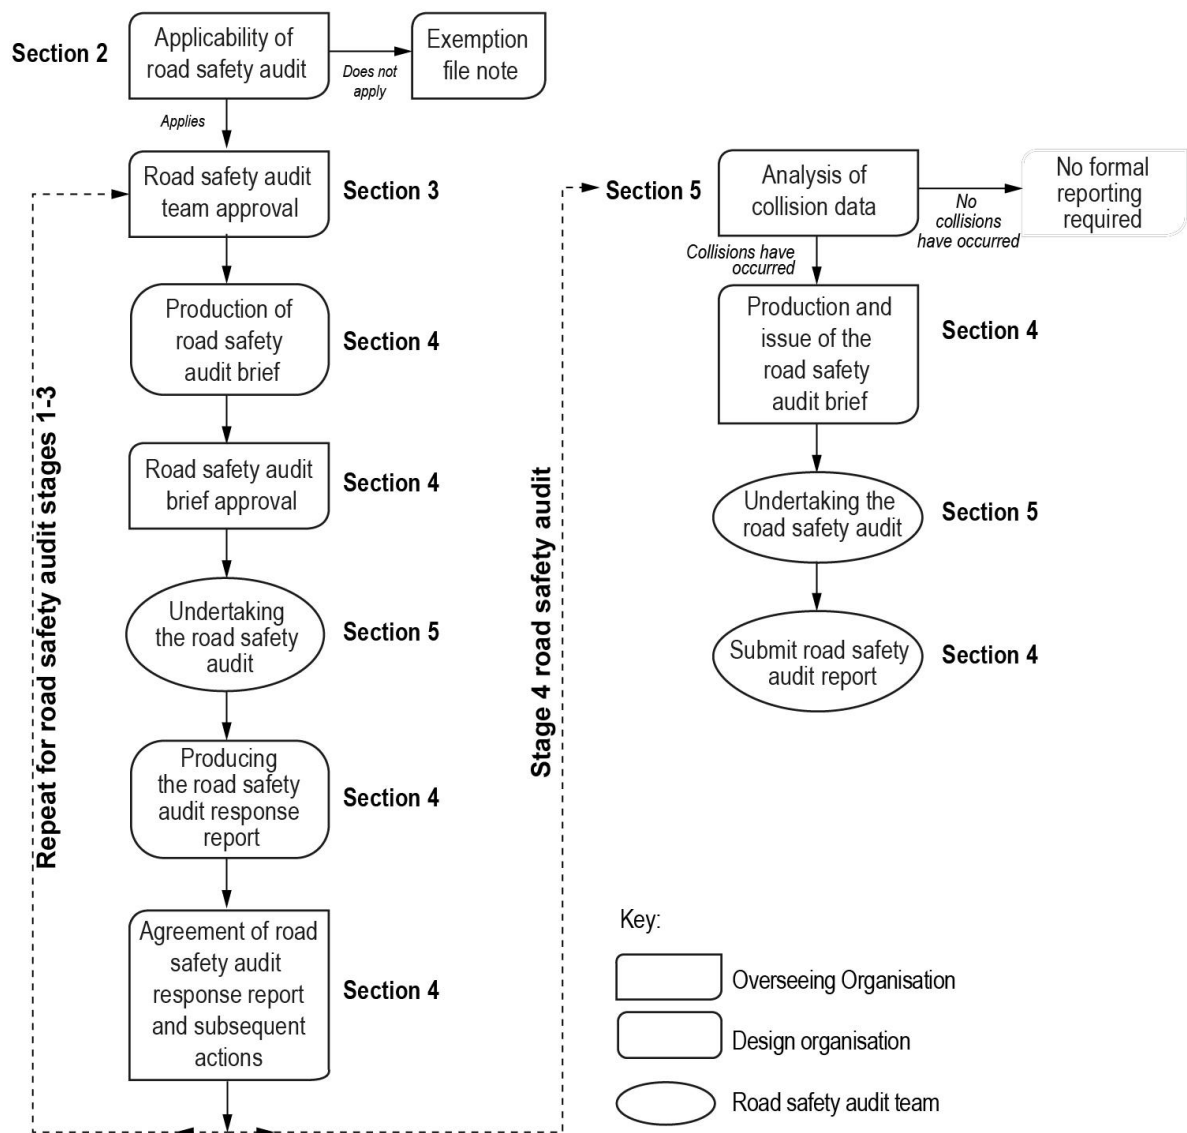 Section 2
Applicability of
road safety audit
Does not
apply
Exemption
file note
Applies
Road safety audit
team approval
Section 3
Production of
road safety
audit brief
Section 4
Road safety audit
brief approval
Section 4
Undertaking
the road safety
audit
Section 5
Producing
the road safety
audit response
report
Section 4
Agreement of road
safety audit
response report
and subsequent
actions
Section 4
Repeat for road safety audit stages 1-3
Stage 4 road safety audit
Section 5
Analysis of
collision data
No
collisions
have occurred
No formal
reporting
required
Collisions have
occurred
Production and
issue of the
road safety
audit brief
Section 4
Undertaking the
road safety audit
Section 5
Submit road safety
audit report
Section 4
Key:
Overseeing Organisation
Design organisation
Road safety audit team